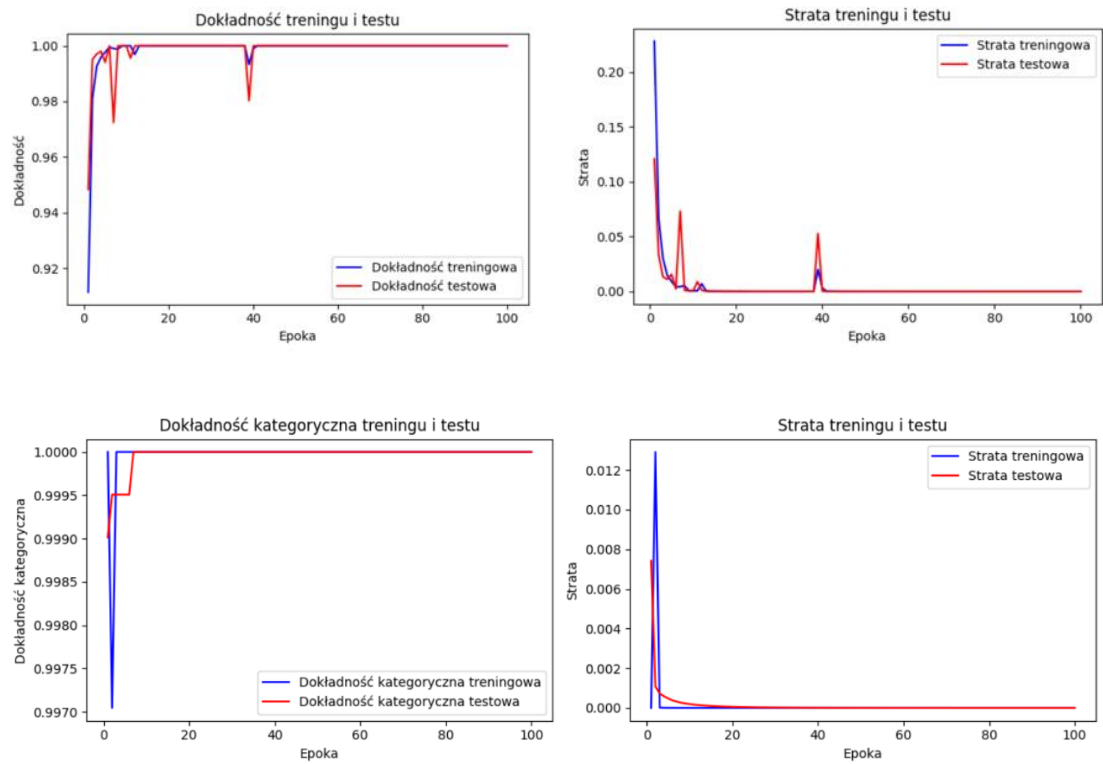 Dokładność treningu i testu
1.00
0.98
0.96
0.94
0.92
Dokładność
Dokładność treningowa
Dokładność testowa
0 20 40 60 80 100
Epoka
Strata treningu i testu
Strata treningowa
Strata testowa
0.20
0.15
0.10
0.05
0.00
Strata
0 20 40 60 80 100
Epoka
Dokładność kategoryczna treningu i testu
1.0000
0.9995
0.9990
0.9985
0.9980
0.9975
0.9970
Dokładność kategoryczna
Dokładność kategoryczna treningowa
Dokładność kategoryczna testowa
0 20 40 60 80 100
Epoka
Strata treningu i testu
Strata treningowa
Strata testowa
0.012
0.010
0.008
0.006
0.004
0.002
0.000
Strata
0 20 40 60 80 100
Epoka